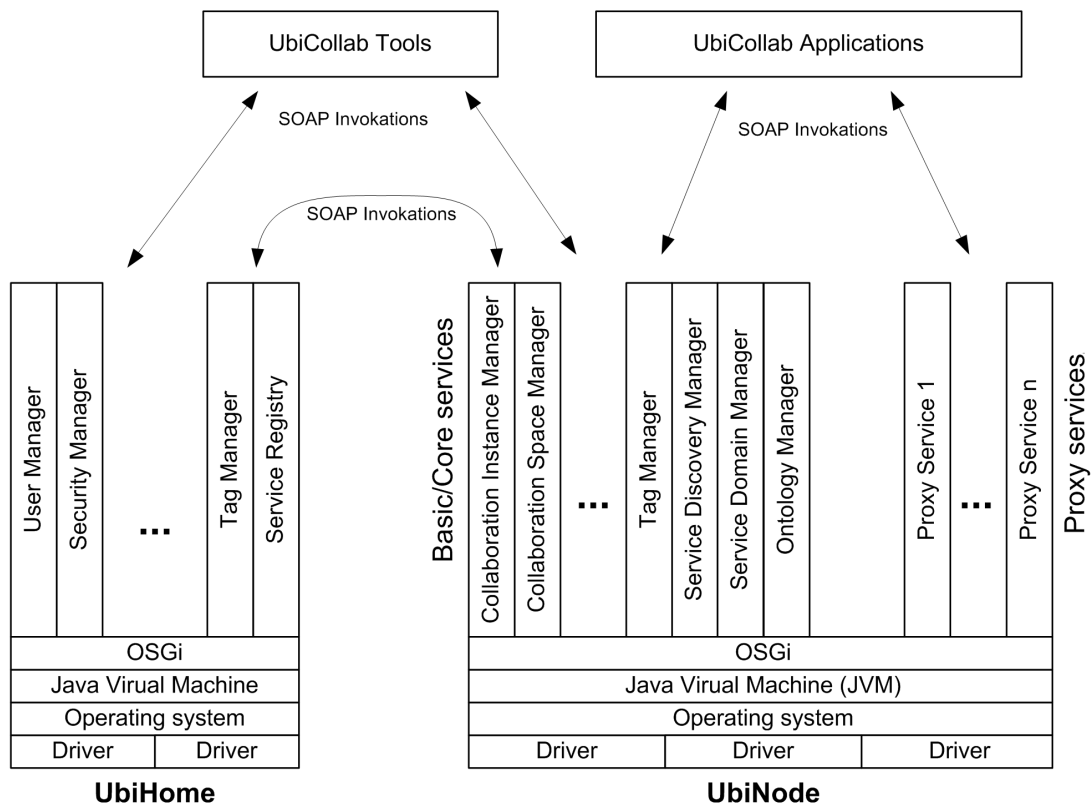 UbiCollab Tools
UbiCollab Applications
SOAP Invokations
SOAP Invokations
SOAP Invokations
User Manager
Security Manager
...
Tag Manager
Service Registry
Basic/Core services
Collaboration Instance Manager
Collaboration Space Manager
...
Tag Manager
Service Discovery Manager
Service Domain Manager
Ontology Manager
Proxy Service 1
...
Proxy Service n
Proxy services
OSGi
Java Virual Machine
Operating system
Driver
Driver
UbiHome
OSGi
Java Virual Machine (JVM)
Operating system
Driver
Driver
Driver
UbiNode